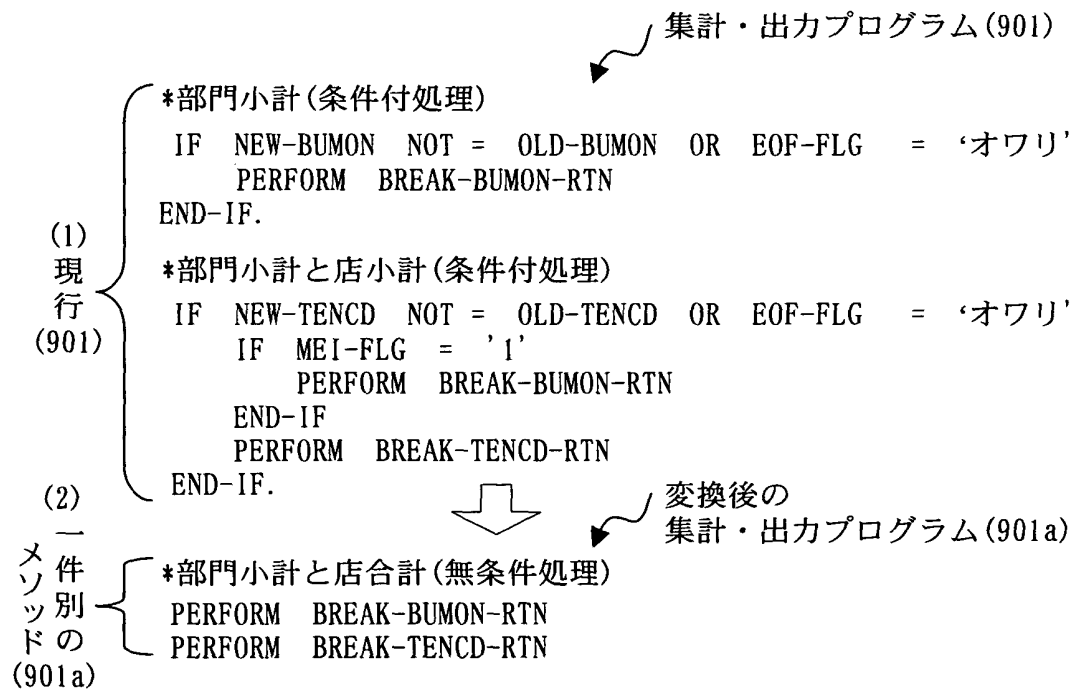 集計・出力プログラム(901)
*部門小計(条件付処理)
IF NEW-BUMON NOT = OLD-BUMON OR EOF-FLG = ‘オワリ’
PERFORM BREAK-BUMON-RTN
END-IF.
(1)
現行
(901)
*部門小計と店小計(条件付処理)
IF NEW-TENCD NOT = OLD-TENCD OR EOF-FLG = ‘オワリ’
IF MEI-FLG = '1'
PERFORM BREAK-BUMON-RTN
END-IF
PERFORM BREAK-TENCD-RTN
END-IF.
変換後の
集計・出力プログラム(901a)
(2)
一件別の
メソッド
(901a)
*部門小計と店合計(無条件処理)
PERFORM BREAK-BUMON-RTN
PERFORM BREAK-TENCD-RTN